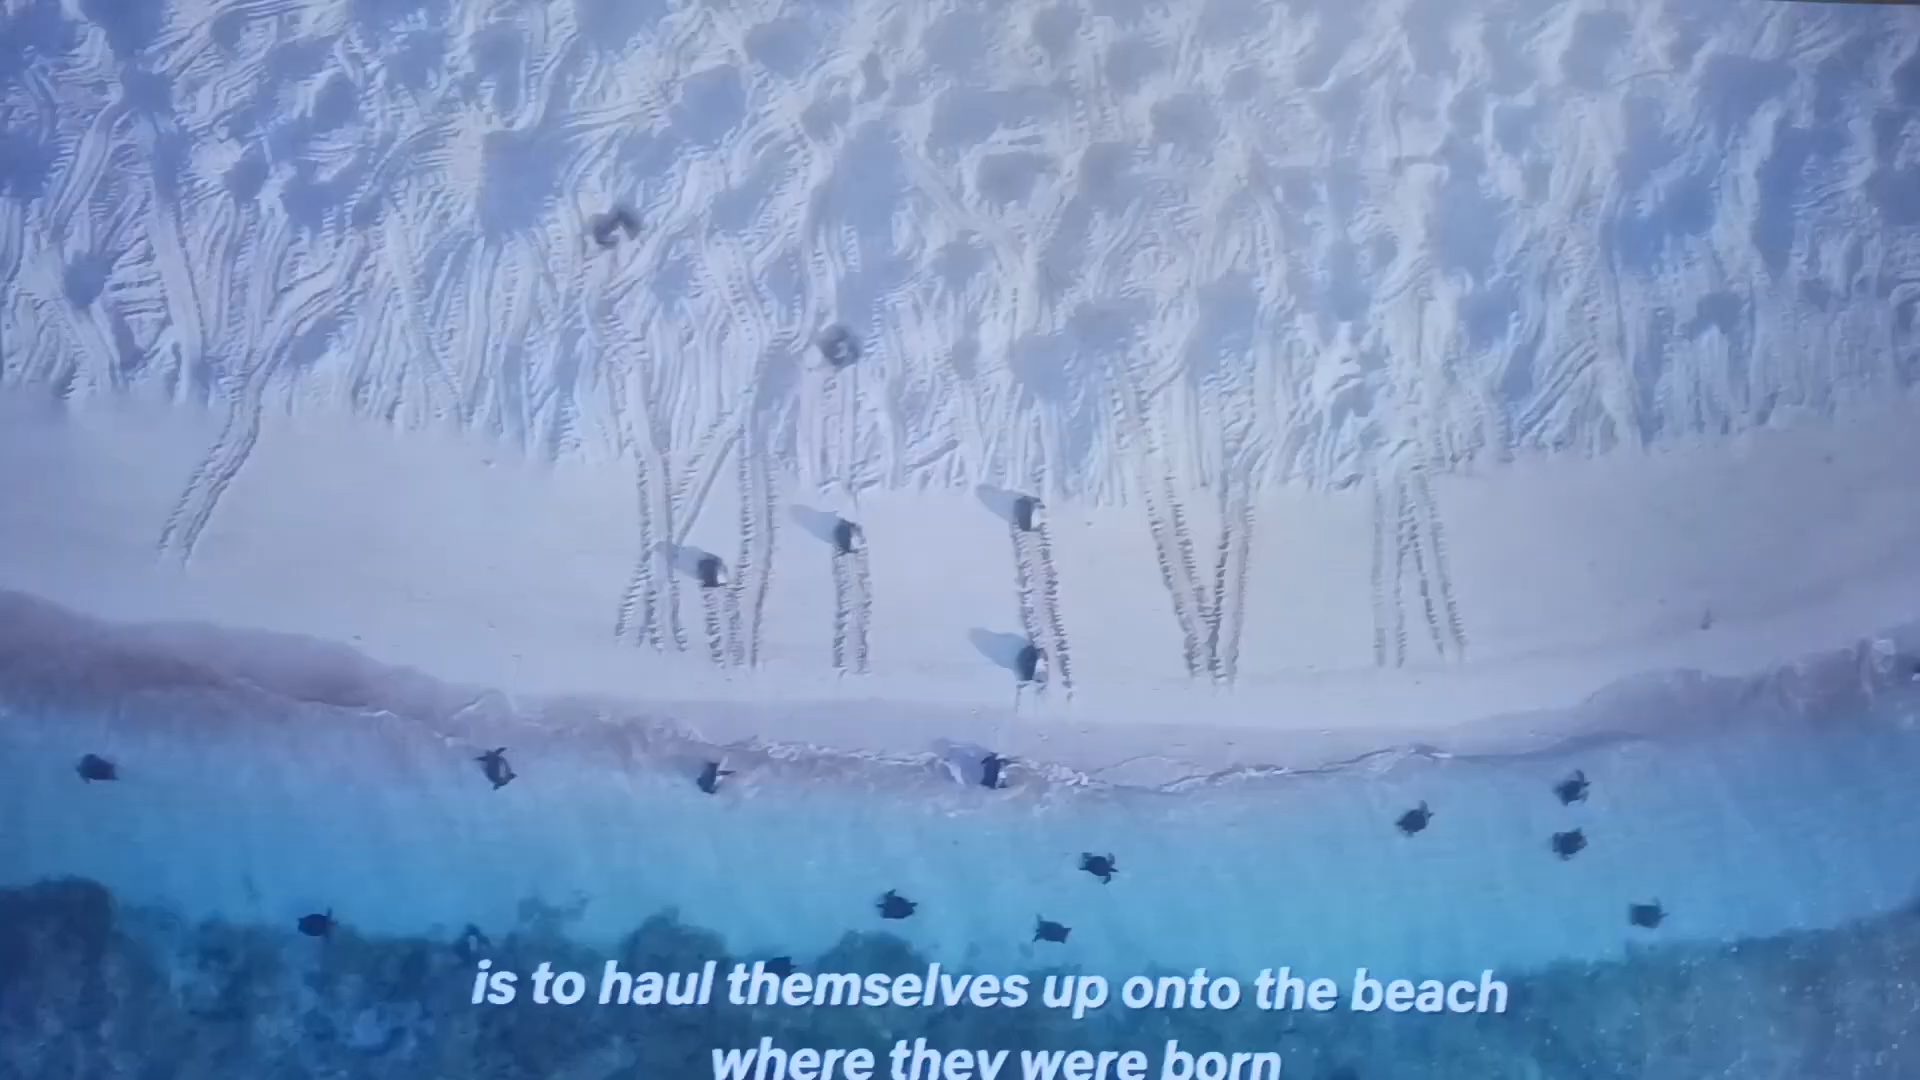 is to haul themselves up onto the beach
where they were born